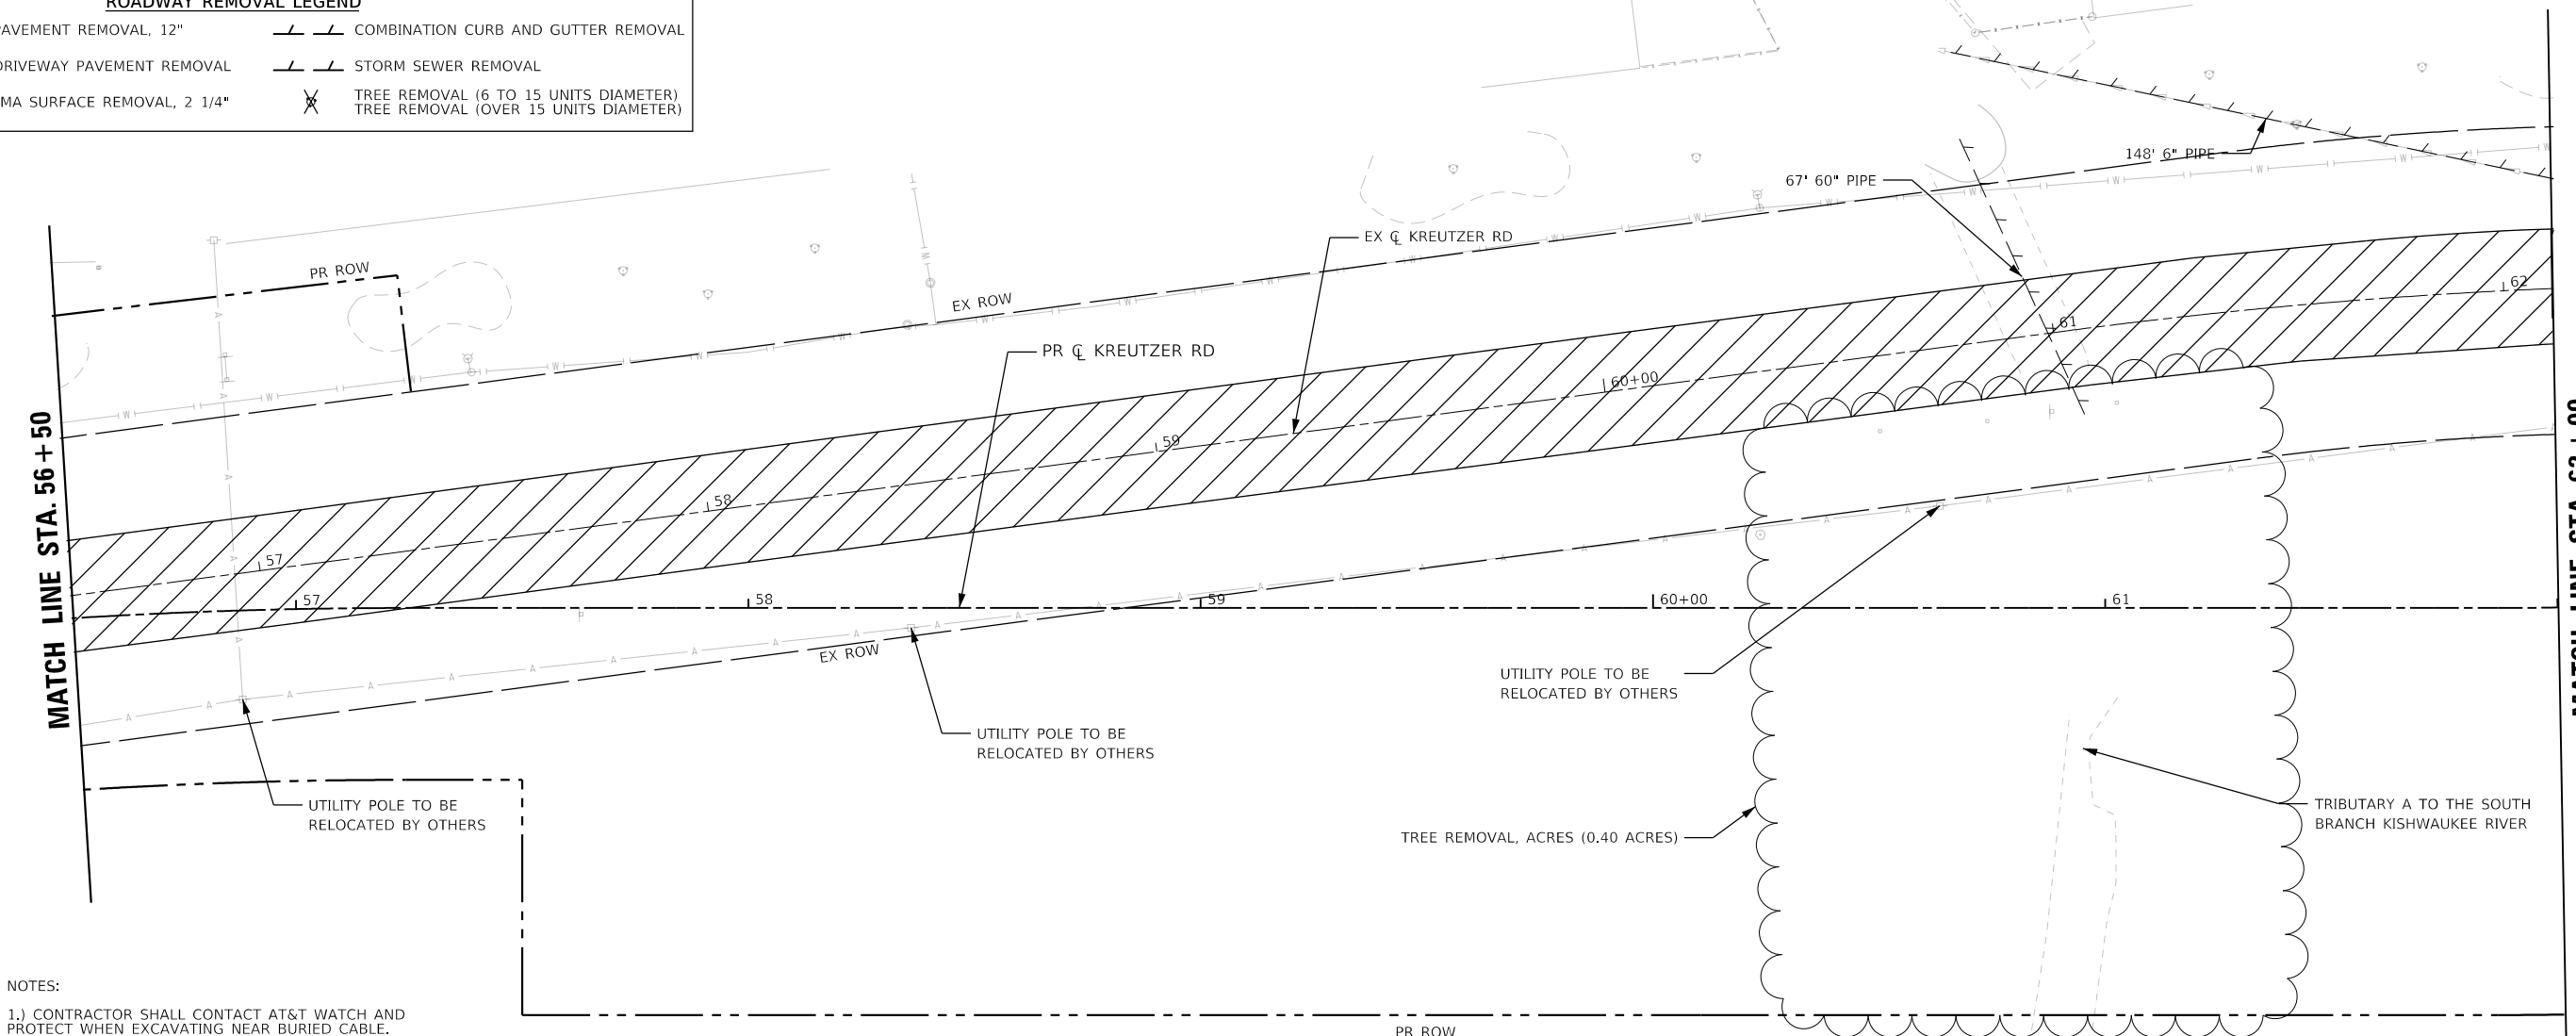 ROADWAY REMOVAL LEGEND
PAVEMENT REMOVAL, 12"
COMBINATION CURB AND GUTTER REMOVAL
DRIVEWAY PAVEMENT REMOVAL
STORM SEWER REMOVAL
SURFACE REMOVAL, 2 1/4"
TREE REMOVAL (6 TO 15 UNITS DIAMETER)
TREE REMOVAL (OVER 15 UNITS DIAMETER)
148' 6" PIPE
67' 60" PIPE
EX ℄ KREUTZER RD
PR ROW
EX ROW
PR ℄ KREUTZER RD
62
61
60+00
59
58
57
MATCH LINE STA. 56+50
57
58
59
60+00
61
EX ROW
UTILITY POLE TO BE
RELOCATED BY OTHERS
UTILITY POLE TO BE
RELOCATED BY OTHERS
UTILITY POLE TO BE
RELOCATED BY OTHERS
TRIBUTARY A TO THE SOUTH
BRANCH KISHWAUKEE RIVER
TREE REMOVAL, ACRES (0.40 ACRES)
NOTES:
1.) CONTRACTOR SHALL CONTACT AT&T WATCH AND
PROTECT WHEN EXCAVATING NEAR BURIED CABLE.
PR ROW